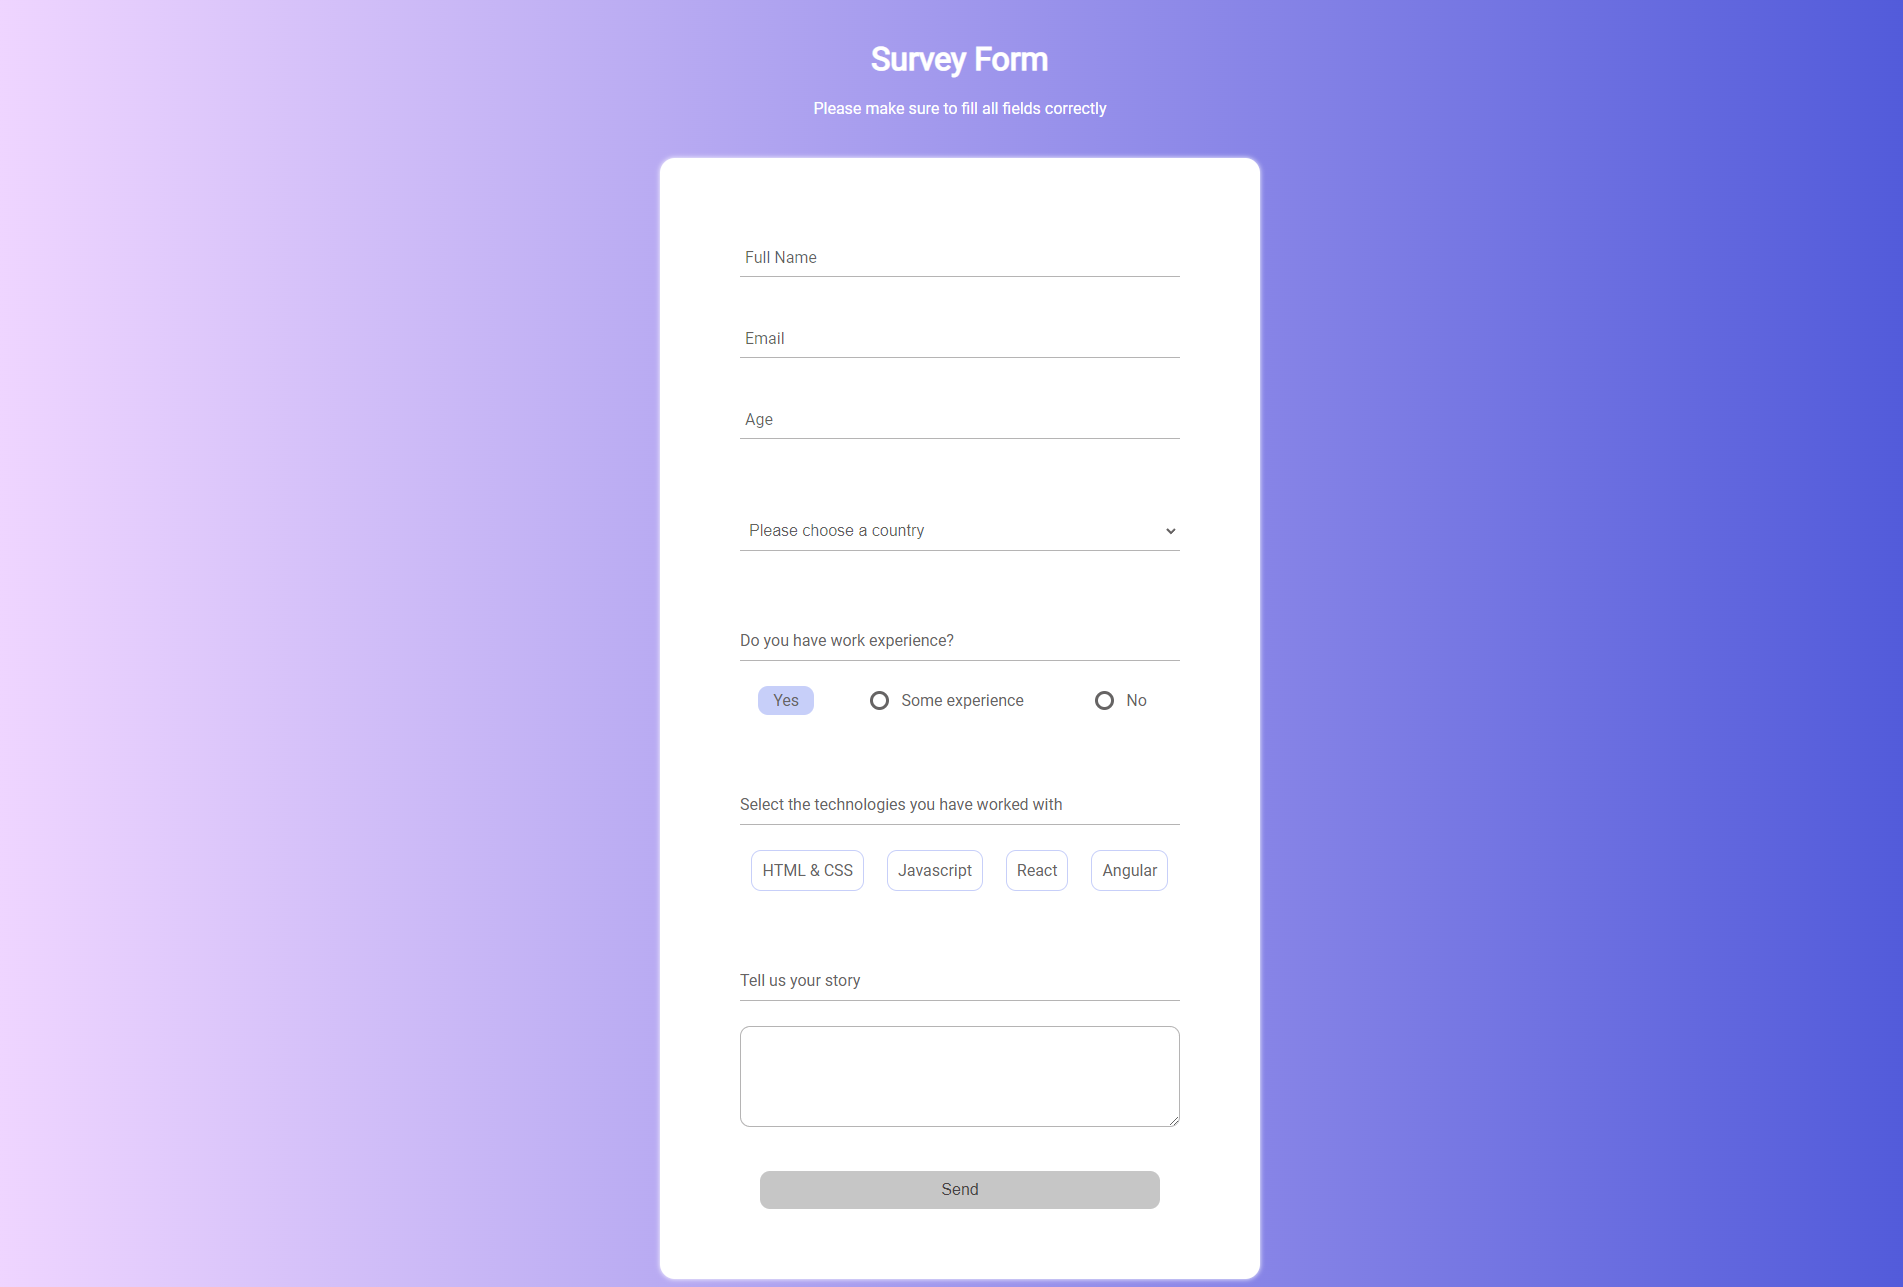 Survey Form
Please make sure to fill all fields correctly
Full Name
Email
Age
Please choose a country
Do you have work experience?
Yes Some experience No
Select the technologies you have worked with
HTML & CSS Javascript React Angular
Tell us your story
Send